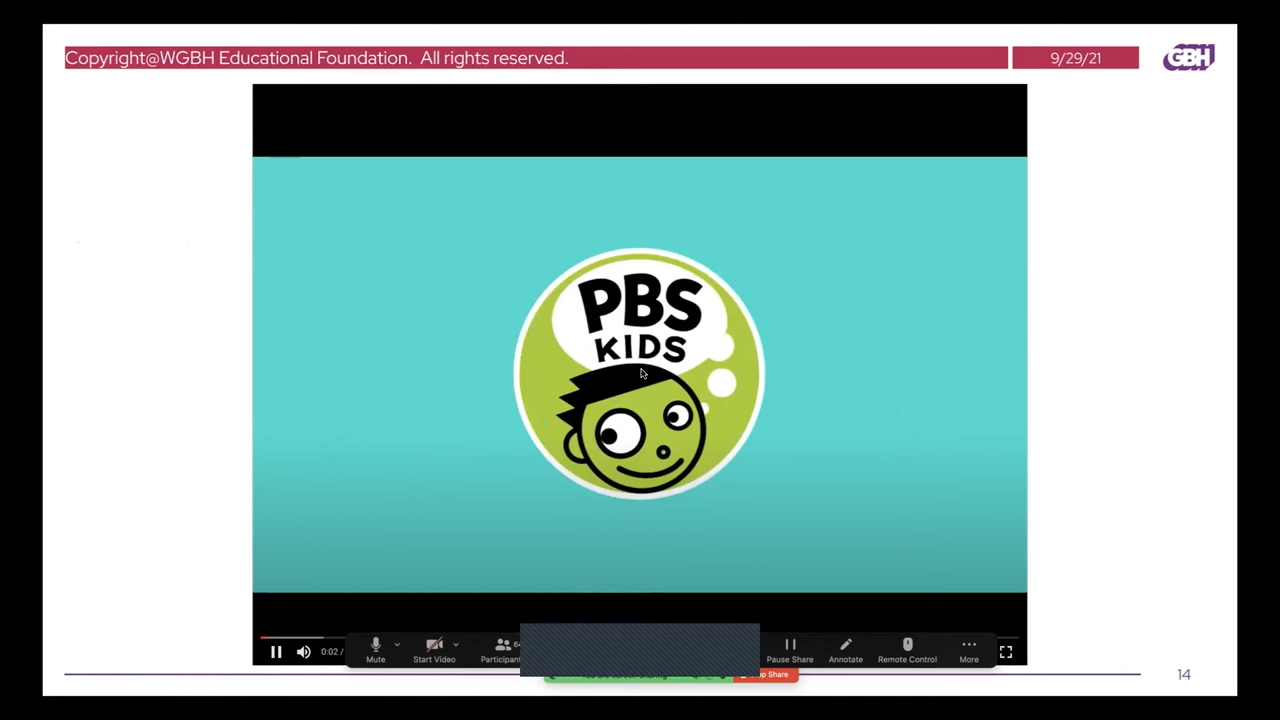 Copyright@WGBH Educational Foundation.  All rights reserved.
9/29/21
GBH
PBS
KIDS
0:02 /
Mute
Start Video
Pause Share
Annotate
Remote Control
More
Share
14